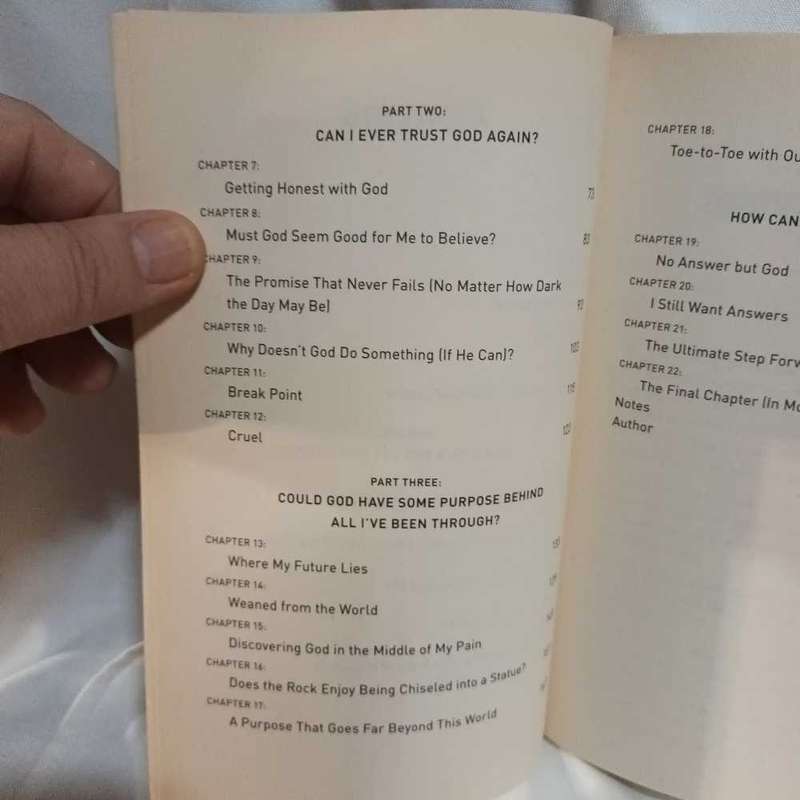 PART TWO:
CAN I EVER TRUST GOD AGAIN?
CHAPTER 7:
Getting Honest with God 73
CHAPTER 8:
Must God Seem Good for Me to Believe? 83
CHAPTER 9:
The Promise That Never Fails (No Matter How Dark
the Day May Be) 93
CHAPTER 10:
Why Doesn't God Do Something (If He Can)?
CHAPTER 11:
Break Point
CHAPTER 12:
Cruel
PART THREE:
COULD GOD HAVE SOME PURPOSE BEHIND
ALL I'VE BEEN THROUGH?
CHAPTER 13:
Where My Future Lies
CHAPTER 14:
Weaned from the World
CHAPTER 15:
Discovering God in the Middle of My Pain
CHAPTER 16:
Does the Rock Enjoy Being Chiseled into a Statue?
CHAPTER 17:
A Purpose That Goes Far Beyond This World
CHAPTER 18:
Toe-to-Toe with
HOW CAN
CHAPTER 19:
No Answer but God
CHAPTER 20:
I Still Want Answers
CHAPTER 21:
The Ultimate Step
CHAPTER 22:
The Final Chapter (In
Notes
Author